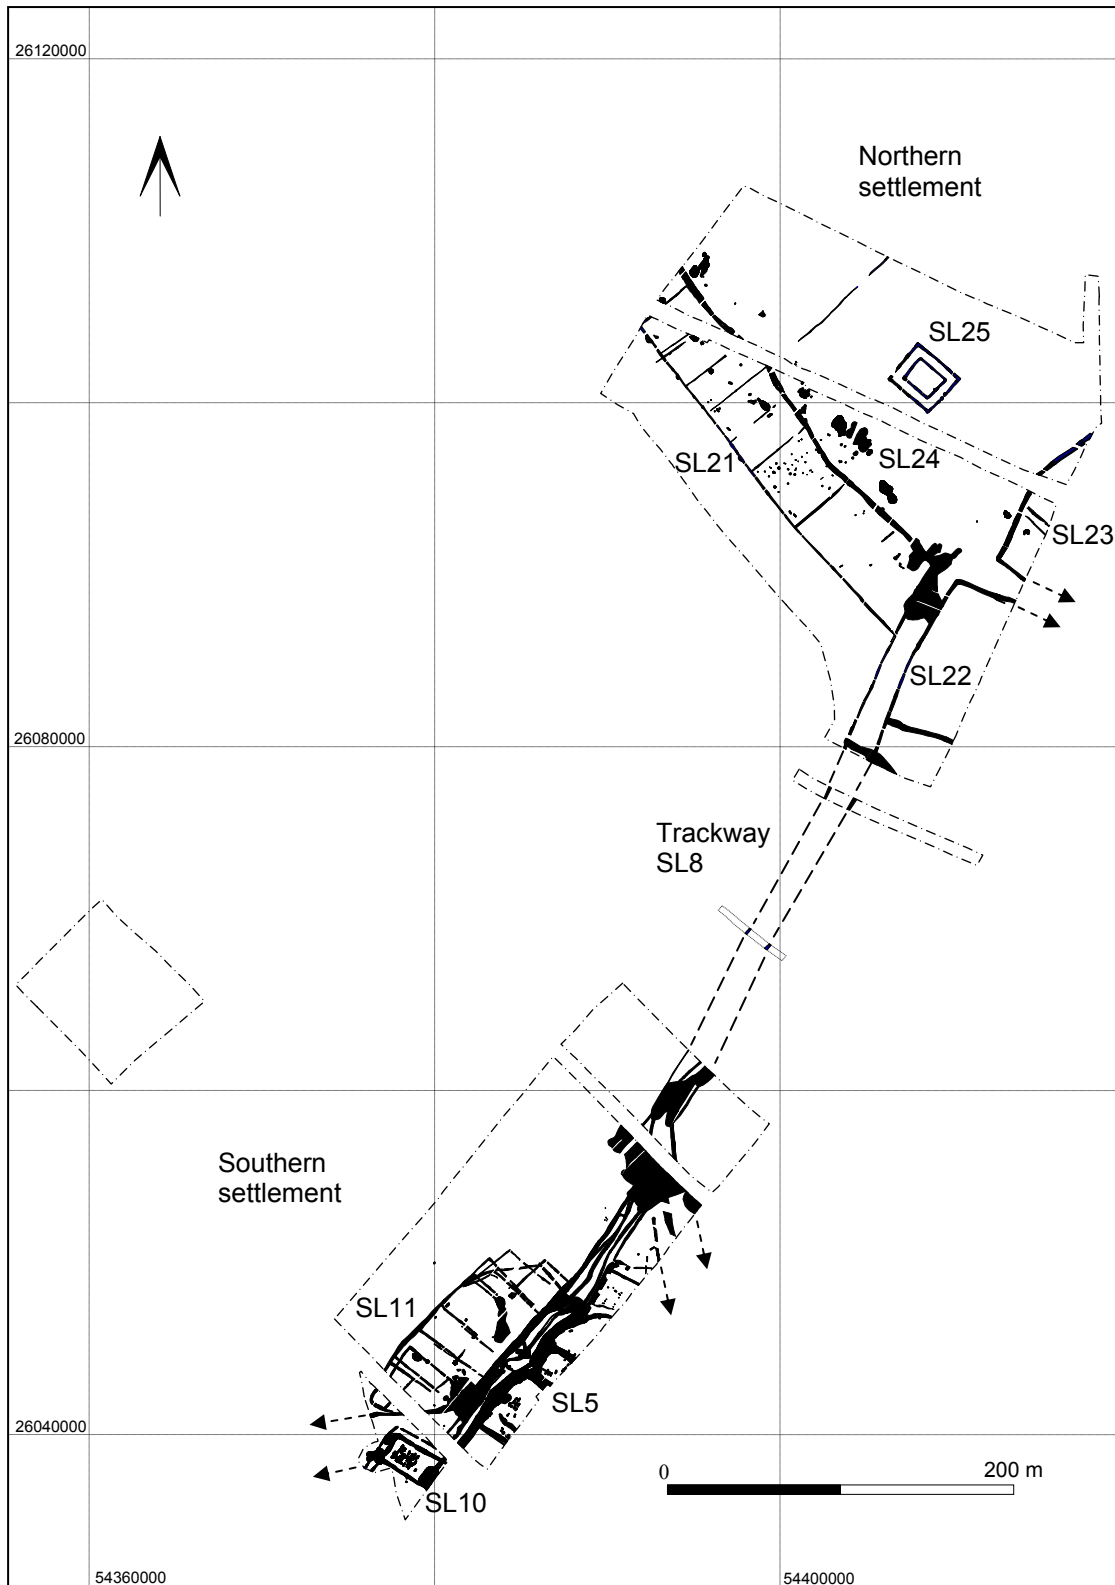 26120000
Northern
settlement
SL25
SL21
SL24
SL23
SL22
26080000
Trackway
SL8
Southern
settlement
SL11
SL5
26040000
0
200 m
SL10
54360000
54400000